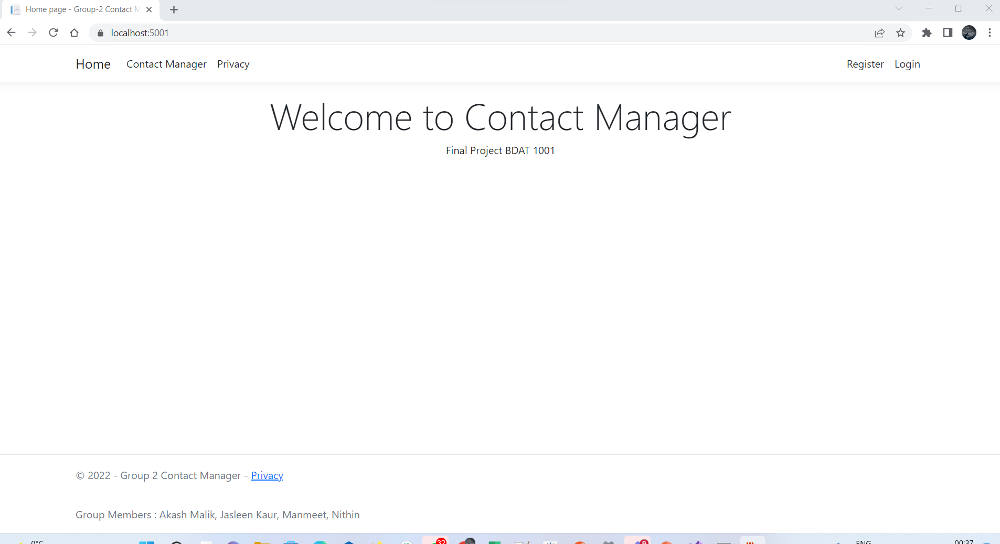 Home page - Group-2 Contact M
localhost:5001
Home Contact Manager Privacy Register Login
Welcome to Contact Manager
Final Project BDAT 1001
© 2022 - Group 2 Contact Manager - Privacy
Group Members : Akash Malik, Jasleen Kaur, Manmeet, Nithin
0°C 32 9 ENG 00:37